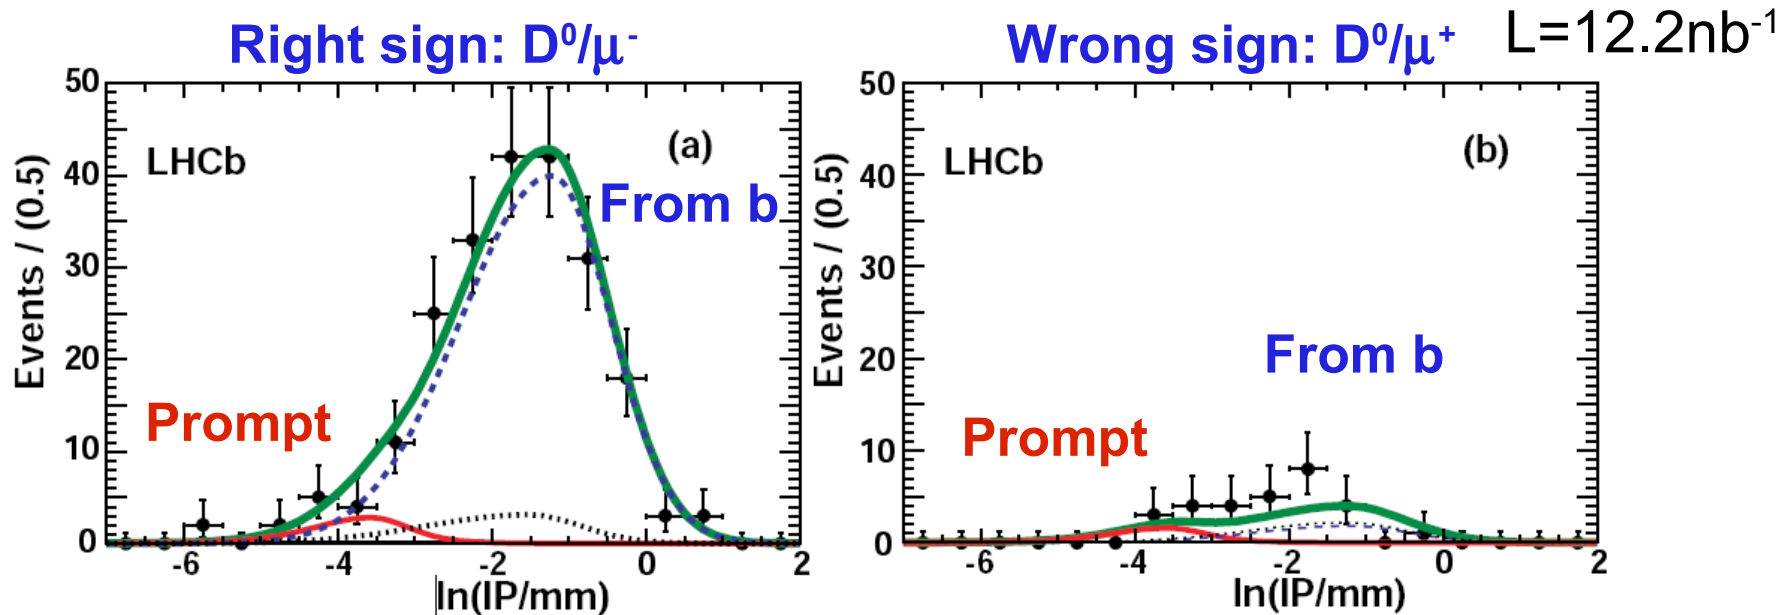 Right sign: D⁰/μ⁻
Wrong sign: D⁰/μ⁺
L=12.2nb⁻¹
Events / (0.5)
50
40
30
20
10
0
LHCb
(a)
From b
Prompt
-6
-4
-2
0
2
ln(IP/mm)
Events / (0.5)
50
40
30
20
10
0
LHCb
(b)
From b
Prompt
-6
-4
-2
0
2
ln(IP/mm)